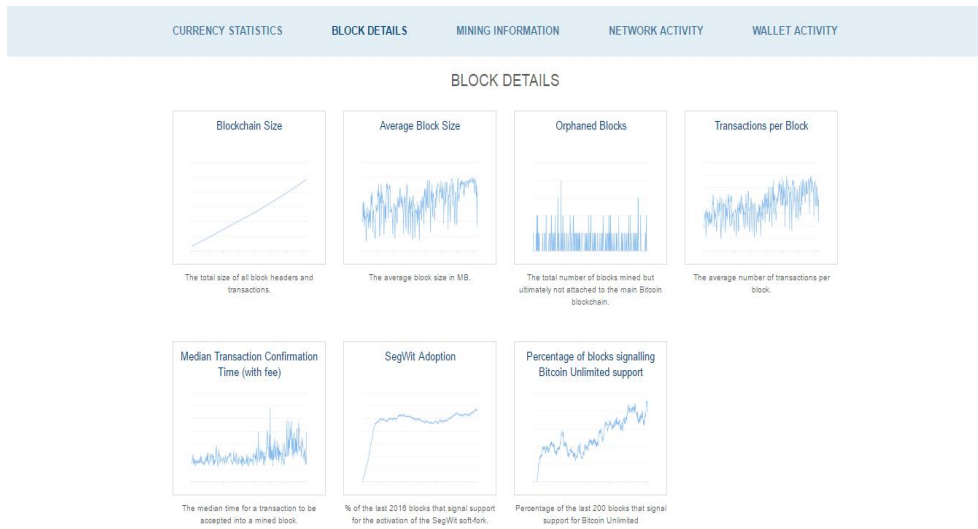 CURRENCY STATISTICS BLOCK DETAILS MINING INFORMATION NETWORK ACTIVITY WALLET ACTIVITY
BLOCK DETAILS
Blockchain Size
The total size of all block headers and
transactions.
Average Block Size
The average block size in MB.
Orphaned Blocks
The total number of blocks mined but
ultimately not attached to the main Bitcoin
blockchain.
Transactions per Block
The average number of transactions per
block.
Median Transaction Confirmation
Time (with fee)
The median time for a transaction to be
accepted into a mined block.
SegWit Adoption
% of the last 2016 blocks that signal support
for the activation of the SegWit soft-fork.
Percentage of blocks signalling
Bitcoin Unlimited support
Percentage of the last 200 blocks that signal
support for Bitcoin Unlimited